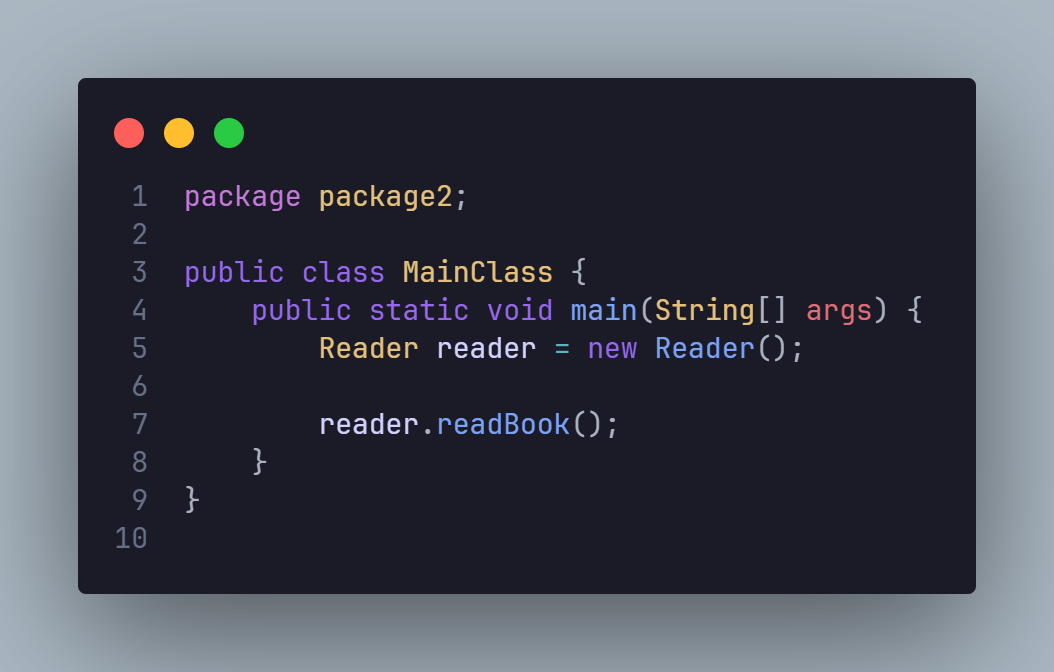 1 package package2;
2
3 public class MainClass {
4     public static void main(String[] args) {
5         Reader reader = new Reader();
6
7         reader.readBook();
8     }
9 }
10